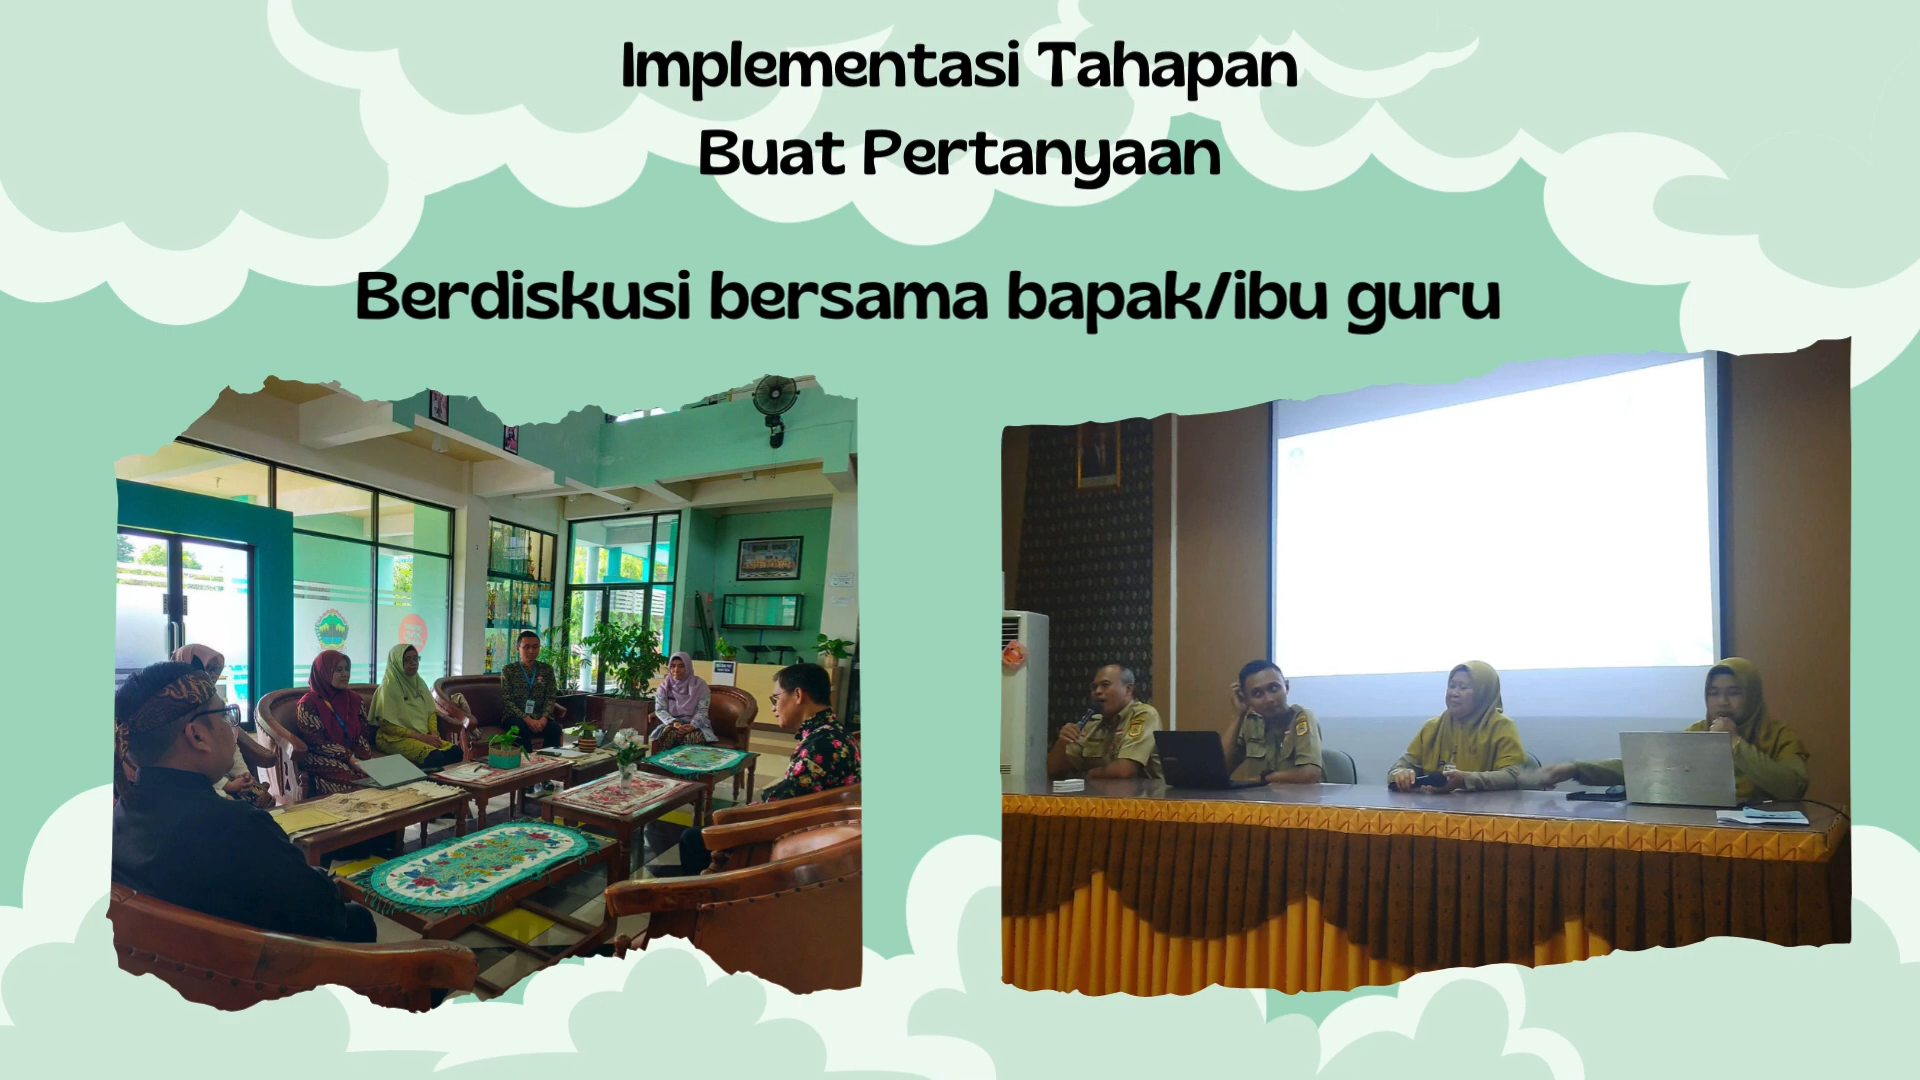 Implementasi Tahapan
Buat Pertanyaan
Berdiskusi bersama bapak/ibu guru